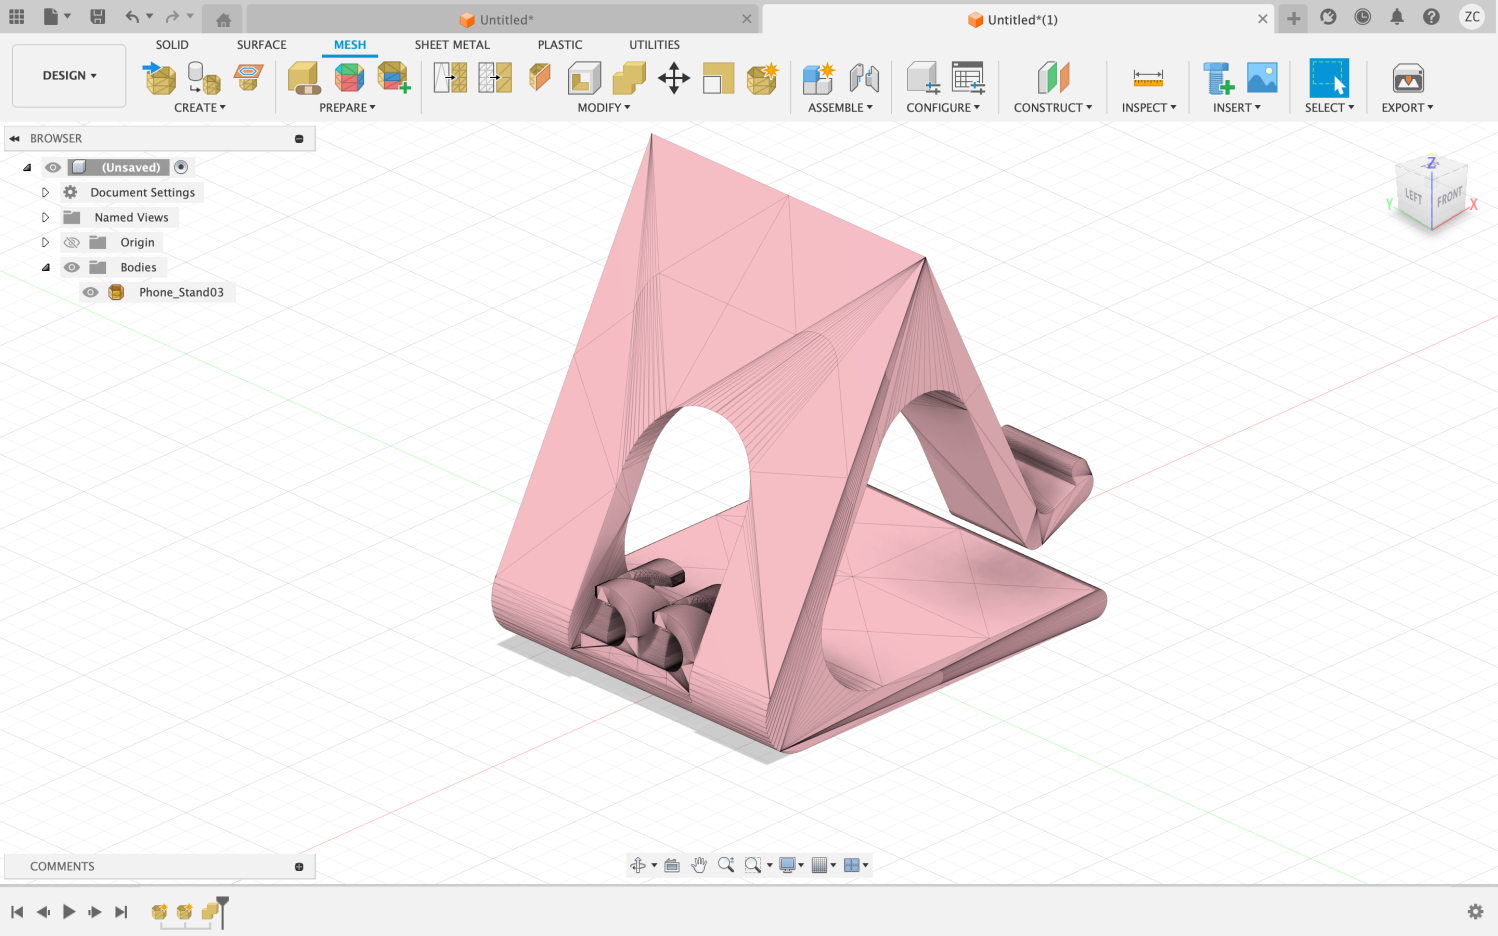 Untitled*
Untitled*(1)
ZC
SOLID
SURFACE
MESH
SHEET METAL
PLASTIC
UTILITIES
DESIGN
CREATE
PREPARE
MODIFY
ASSEMBLE
CONFIGURE
CONSTRUCT
INSPECT
INSERT
SELECT
EXPORT
BROWSER
(Unsaved)
Document Settings
Named Views
Origin
Bodies
Phone_Stand03
Z
LEFT
FRONT
Y
X
COMMENTS